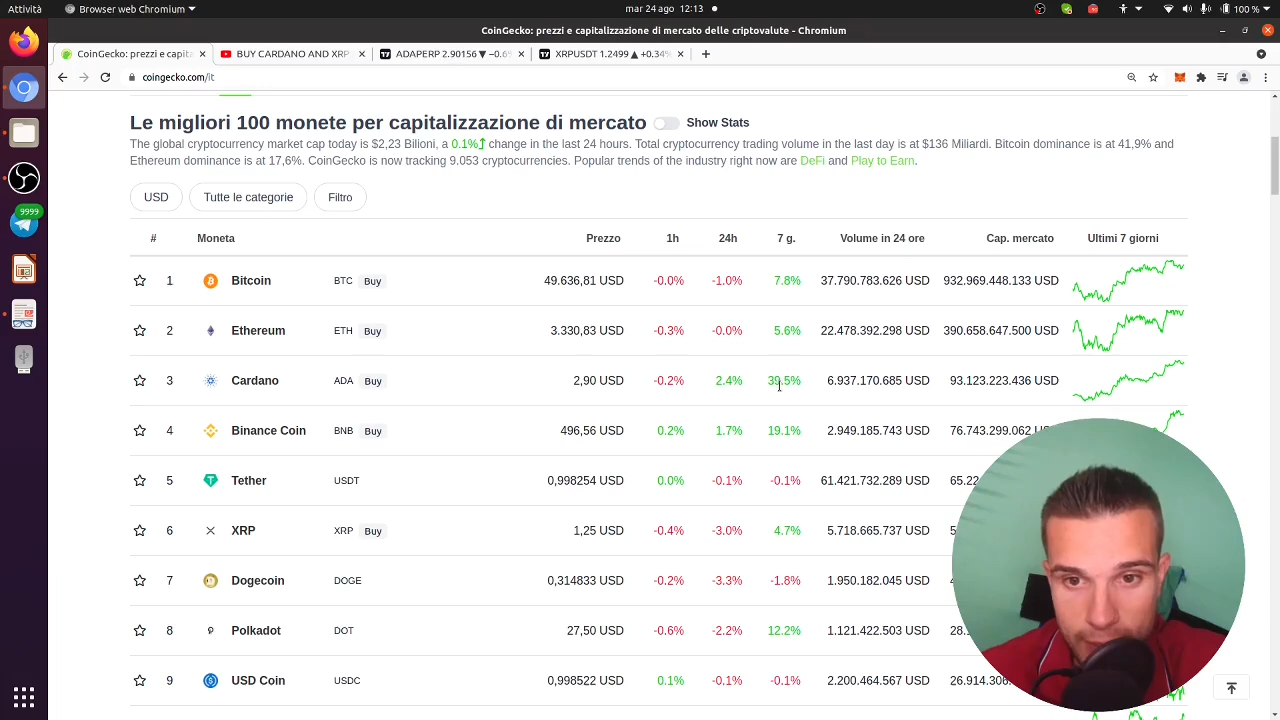 Attività Browser web Chromium mar 24 ago 12:13 100 %
CoinGecko: prezzi e capitalizzazione di mercato delle criptovalute - Chromium
CoinGecko: prezzi e capita BUY CARDANO AND XRP ADAPERP 2.90156 ▼ −0.6 XRPUSDT 1.2499 ▲ +0.34%
coingecko.com/it
Le migliori 100 monete per capitalizzazione di mercato Show Stats
The global cryptocurrency market cap today is $2,23 Bilioni, a 0.1% change in the last 24 hours. Total cryptocurrency trading volume in the last day is at $136 Miliardi. Bitcoin dominance is at 41,9% and
Ethereum dominance is at 17,6%. CoinGecko is now tracking 9.053 cryptocurrencies. Popular trends of the industry right now are DeFi and Play to Earn.
USD Tutte le categorie Filtro
# Moneta Prezzo 1h 24h 7 g. Volume in 24 ore Cap. mercato Ultimi 7 giorni
1 Bitcoin BTC Buy 49.636,81 USD -0.0% -1.0% 7.8% 37.790.783.626 USD 932.969.448.133 USD
2 Ethereum ETH Buy 3.330,83 USD -0.3% -0.0% 5.6% 22.478.392.298 USD 390.658.647.500 USD
3 Cardano ADA Buy 2,90 USD -0.2% 2.4% 39.5% 6.937.170.685 USD 93.123.223.436 USD
4 Binance Coin BNB Buy 496,56 USD 0.2% 1.7% 19.1% 2.949.185.743 USD 76.743.299.062
5 Tether USDT 0,998254 USD 0.0% -0.1% -0.1% 61.421.732.289 USD 65.22
6 XRP XRP Buy 1,25 USD -0.4% -3.0% 4.7% 5.718.665.737 USD
7 Dogecoin DOGE 0,314833 USD -0.2% -3.3% -1.8% 1.950.182.045 USD
8 Polkadot DOT 27,50 USD -0.6% -2.2% 12.2% 1.121.422.503 USD 28.
9 USD Coin USDC 0,998522 USD 0.1% -0.1% -0.1% 2.200.464.567 USD 26.914.306
9999